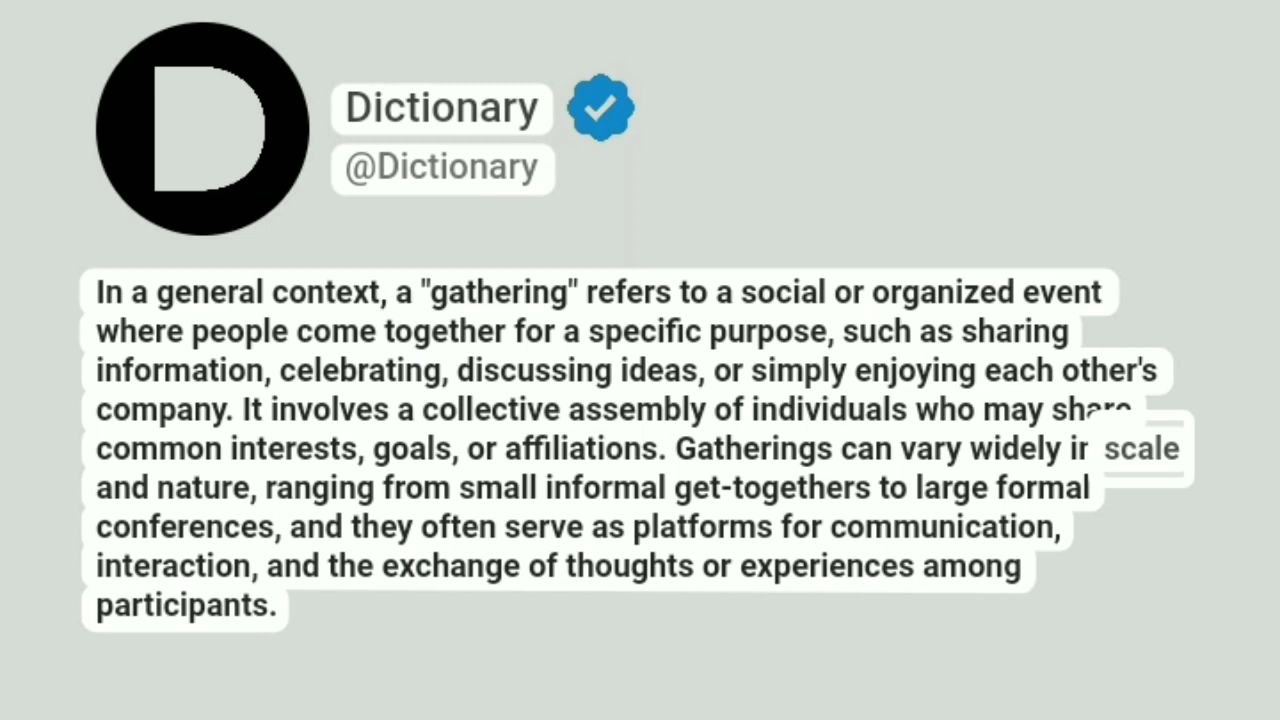 D
Dictionary
@Dictionary
In a general context, a "gathering" refers to a social or organized event
where people come together for a specific purpose, such as sharing
information, celebrating, discussing ideas, or simply enjoying each other's
company. It involves a collective assembly of individuals who may share
common interests, goals, or affiliations. Gatherings can vary widely in scale
and nature, ranging from small informal get-togethers to large formal
conferences, and they often serve as platforms for communication,
interaction, and the exchange of thoughts or experiences among
participants.